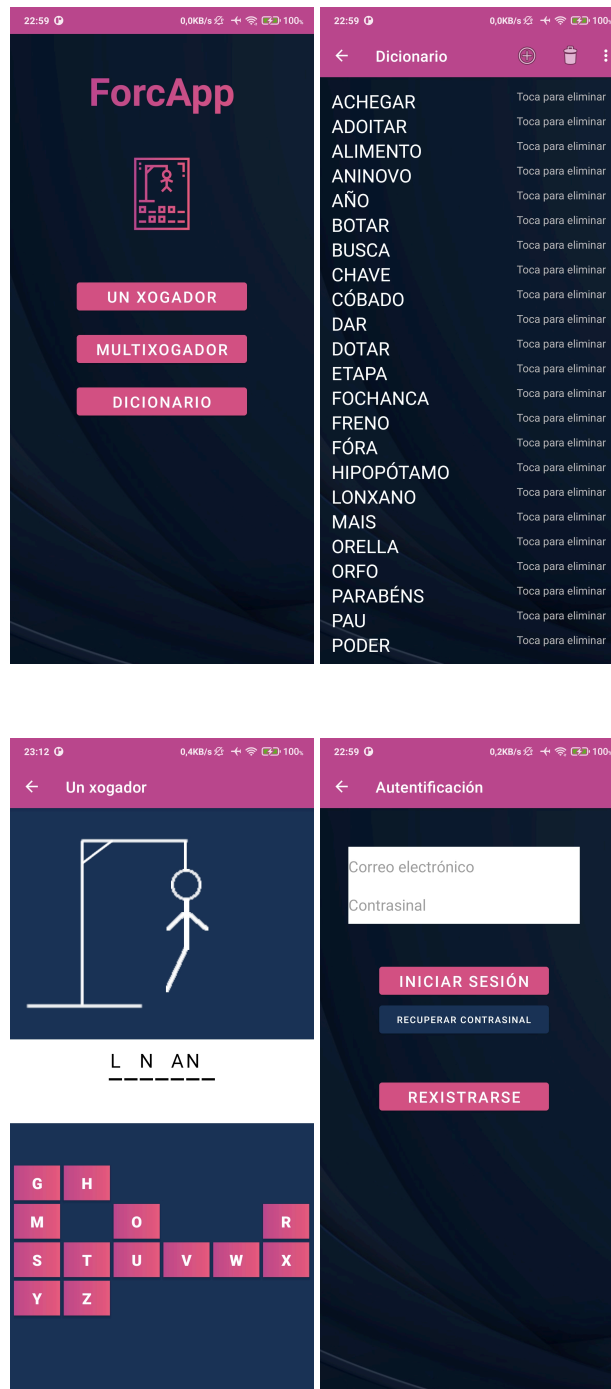 22:59 0,0KB/s 100%
ForcApp
UN XOGADOR
MULTIXOGADOR
DICIONARIO
22:59 0,0KB/s 100%
Dicionario
ACHEGAR Toca para eliminar
ADOITAR Toca para eliminar
ALIMENTO Toca para eliminar
ANINOVO Toca para eliminar
AÑO Toca para eliminar
BOTAR Toca para eliminar
BUSCA Toca para eliminar
CHAVE Toca para eliminar
CÓBADO Toca para eliminar
DAR Toca para eliminar
DOTAR Toca para eliminar
ETAPA Toca para eliminar
FOCHANCA Toca para eliminar
FRENO Toca para eliminar
FÓRA Toca para eliminar
HIPOPÓTAMO Toca para eliminar
LONXANO Toca para eliminar
MAIS Toca para eliminar
ORELLA Toca para eliminar
ORFO Toca para eliminar
PARABÉNS Toca para eliminar
PAU Toca para eliminar
PODER Toca para eliminar
23:12 0,4KB/s 100%
Un xogador
L N AN
G H
M O R
S T U V W X
Y Z
22:59 0,2KB/s 100%
Autentificación
Correo electrónico
Contrasinal
INICIAR SESIÓN
RECUPERAR CONTRASINAL
REXISTRARSE